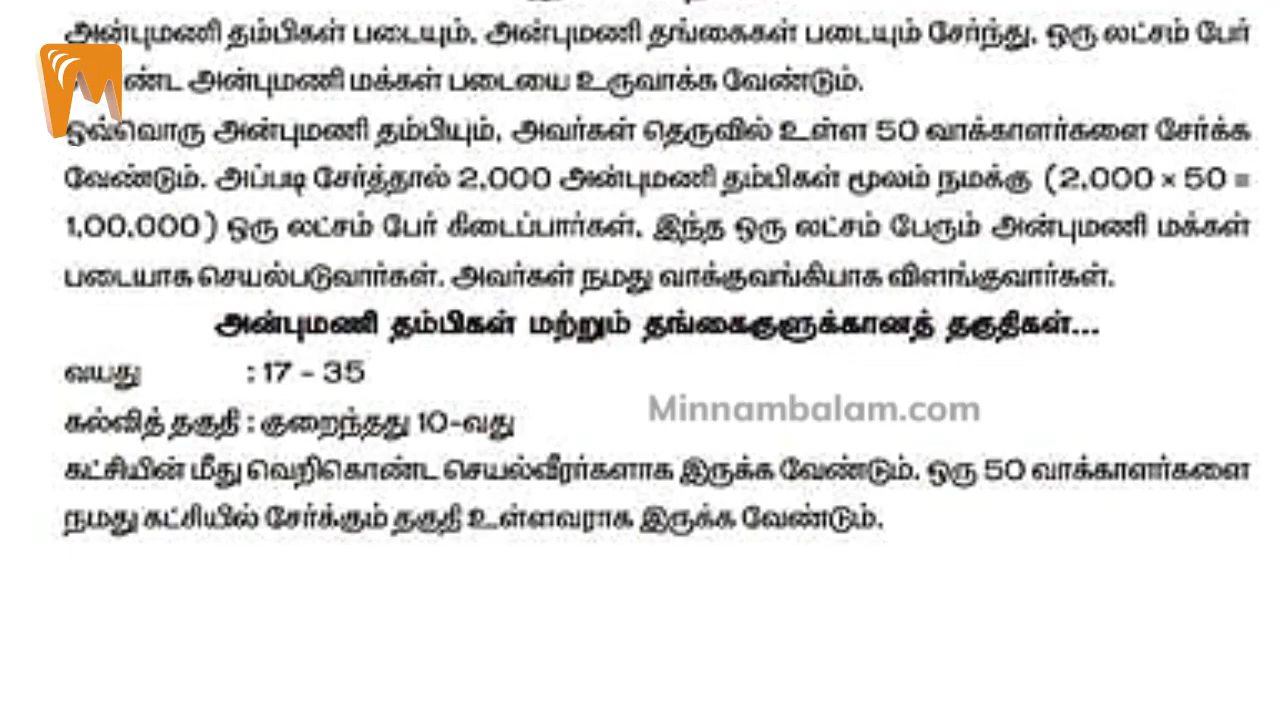 அன்புமணி தம்பிகள் படையும், அன்புமணி தங்கைகள் படையும் சேர்ந்து, ஒரு லட்சம் பேர்
ண்ட அன்புமணி மக்கள் படையை உருவாக்க வேண்டும்.
ஒவ்வொரு அன்புமணி தம்பியும், அவர்கள் தெருவில் உள்ள 50 வாக்காளர்களை சேர்க்க
வேண்டும். அப்படி சேர்த்தால் 2,000 அன்புமணி தம்பிகள் மூலம் நமக்கு (2,000 × 50 =
1,00,000) ஒரு லட்சம் பேர் கிடைப்பார்கள், இந்த ஒரு லட்சம் பேரும் அன்புமணி மக்கள்
படையாக செயல்படுவார்கள். அவர்கள் நமது வாக்குவங்கியாக விளங்குவார்கள்.
அன்புமணி தம்பிகள் மற்றும் தங்கைகளுக்கானத் தகுதிகள்...
வயது : 17 - 35
Minnambalam.com
கல்வித் தகுதி : குறைந்தது 10-வது
கட்சியின் மீது வெறிகொண்ட செயல்வீரர்களாக இருக்க வேண்டும், ஒரு 50 வாக்காளர்களை
நமது கட்சியில் சேர்க்கும் தகுதி உள்ளவராக இருக்க வேண்டும்.